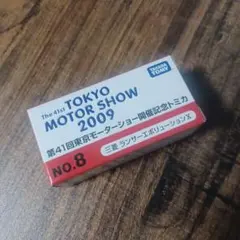 The 41st TOKYO
MOTOR SHOW
2009
TAKARA TOMY
第41回東京モーターショー開催記念トミカ
NO.8
三菱 ランサーエボリューションX